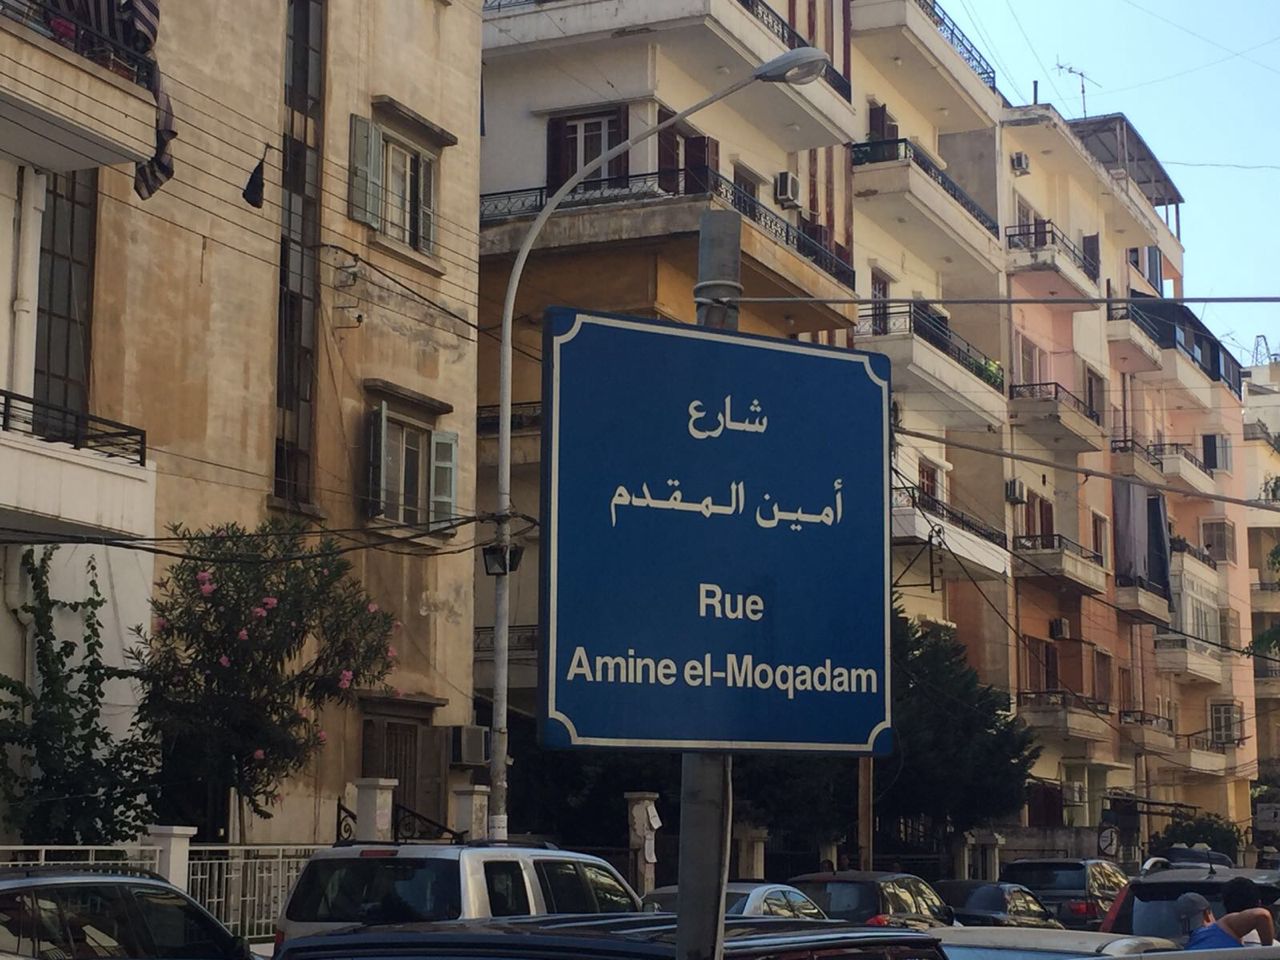 شارع
أمين المقدم
Rue
Amine el-Moqadam